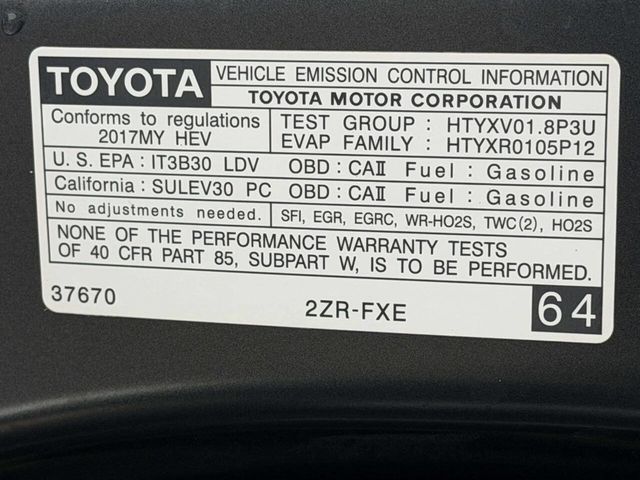 TOYOTA VEHICLE EMISSION CONTROL INFORMATION
TOYOTA MOTOR CORPORATION
Conforms to regulations
2017MY HEV
TEST GROUP : HTYXV01.8P3U
EVAP FAMILY : HTYXR0105P12
U. S. EPA : IT3B30 LDV OBD : CAⅡ Fuel : Gasoline
California : SULEV30 PC OBD : CAⅡ Fuel : Gasoline
No adjustments needed. SFI, EGR, EGRC, WR-HO2S, TWC(2), HO2S
NONE OF THE PERFORMANCE WARRANTY TESTS
OF 40 CFR PART 85, SUBPART W, IS TO BE PERFORMED.
37670 2ZR-FXE 64